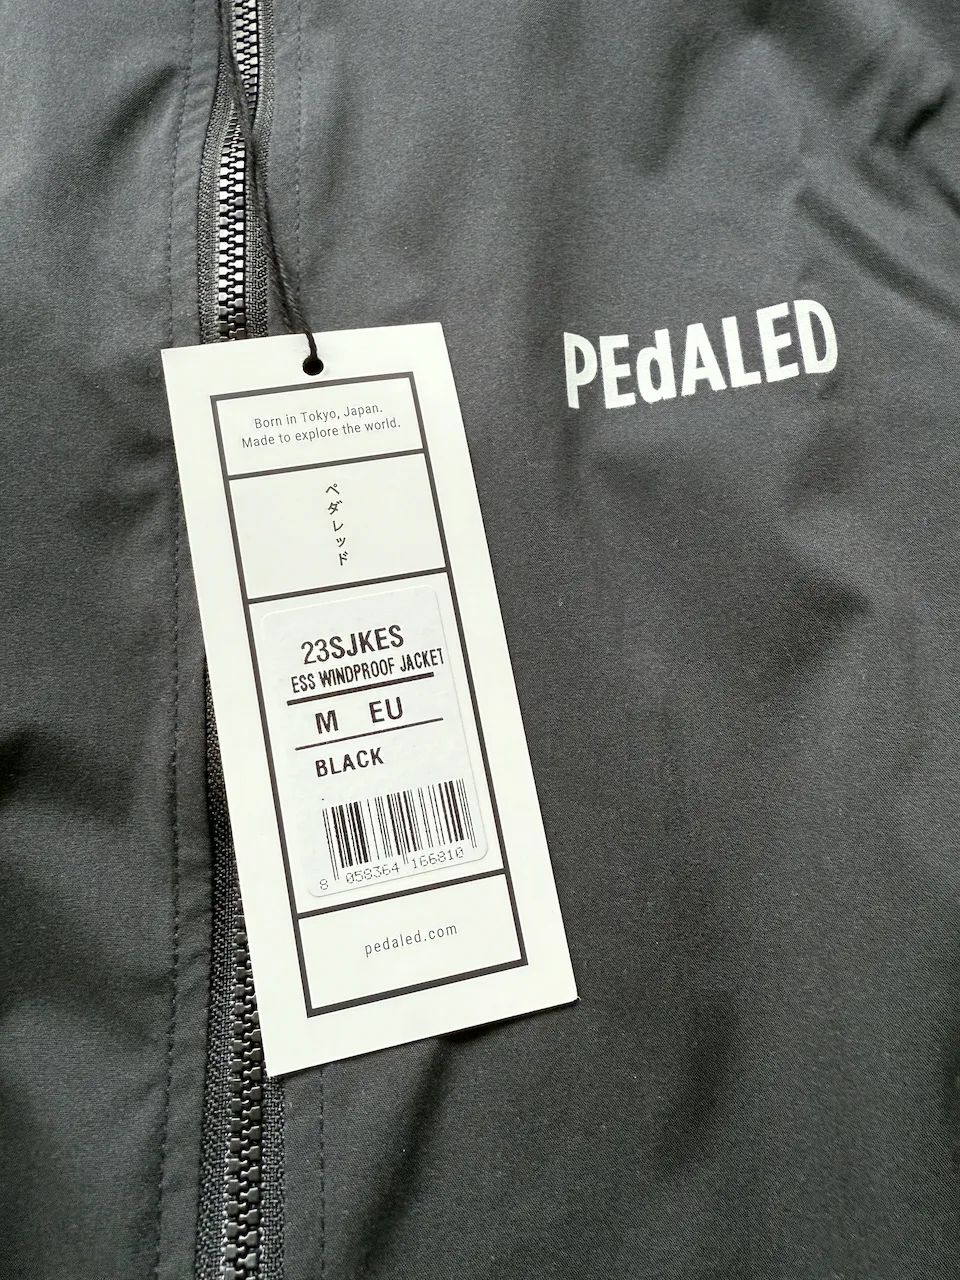 PEdALED
Born in Tokyo, Japan.
Made to explore the world.
ペダレッド
23SJKES
ESS WINDPROOF JACKET
M EU
BLACK
8 058364 166810
pedaled.com